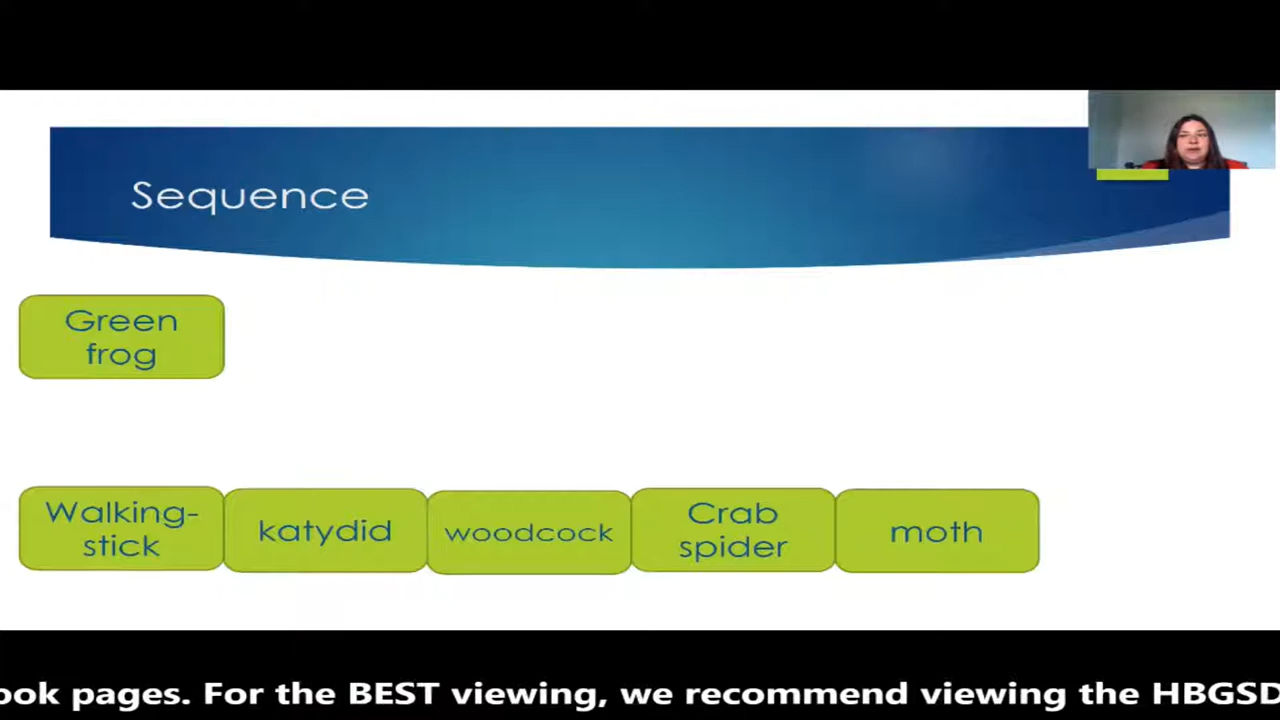 Sequence
Green
frog
Walking-
stick
katydid
woodcock
Crab
spider
moth
pages. For the BEST viewing, we recommend viewing the HBGSD